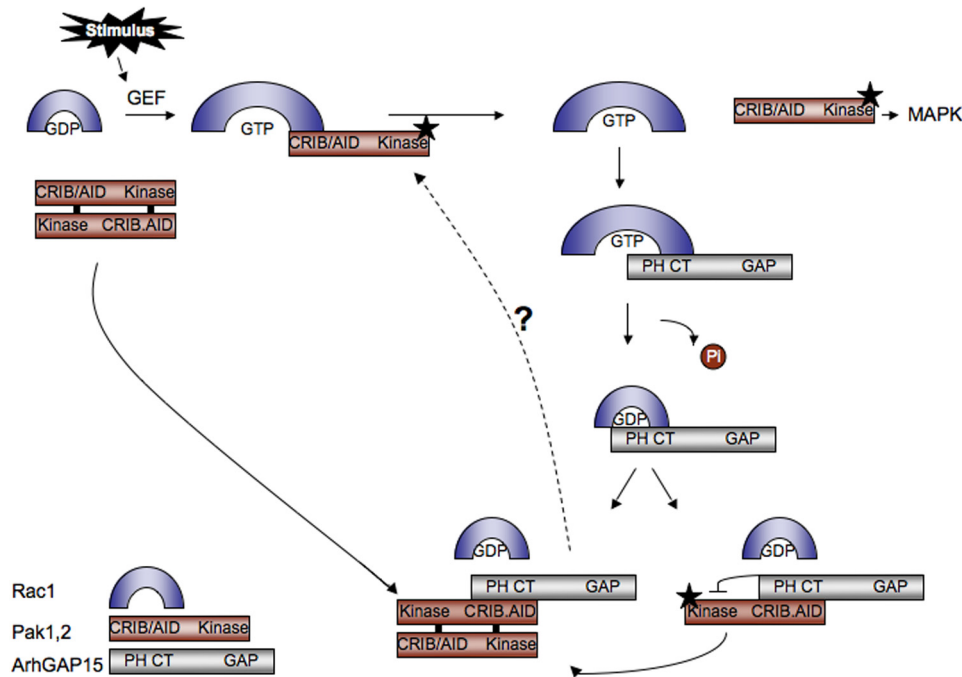 Stimulus
GEF
GDP
GTP
CRIB/AID Kinase
GTP
CRIB/AID Kinase
MAPK
CRIB/AID Kinase
Kinase CRIB.AID
GTP
PH CT GAP
?
Pi
GDP
PH CT GAP
GDP
PH CT GAP
Kinase CRIB.AID
CRIB/AID Kinase
GDP
PH CT GAP
Kinase CRIB.AID
Rac1
Pak1,2
CRIB/AID Kinase
ArhGAP15
PH CT GAP